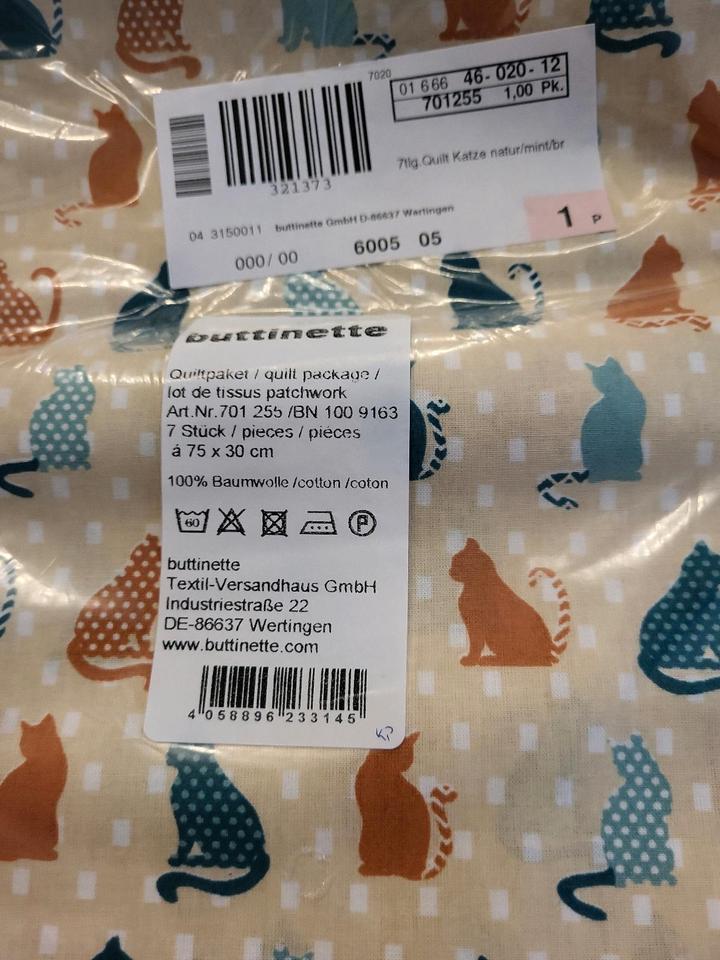 7020
01 666 46-020-12
701255 1,00 Pk.
321373
7tlg.Quilt Katze natur/mint/br
04 3150011 buttinette GmbH D-86637 Wertingen
1 P
000/ 00 6005 05
buttinette
Quiltpaket / quilt package /
lot de tissus patchwork
Art.Nr.701 255 /BN 100 9163
7 Stück / pieces / pièces
á 75 x 30 cm
100% Baumwolle /cotton /coton
60
P
buttinette
Textil-Versandhaus GmbH
Industriestraße 22
DE-86637 Wertingen
www.buttinette.com
4 058896 233145
KP